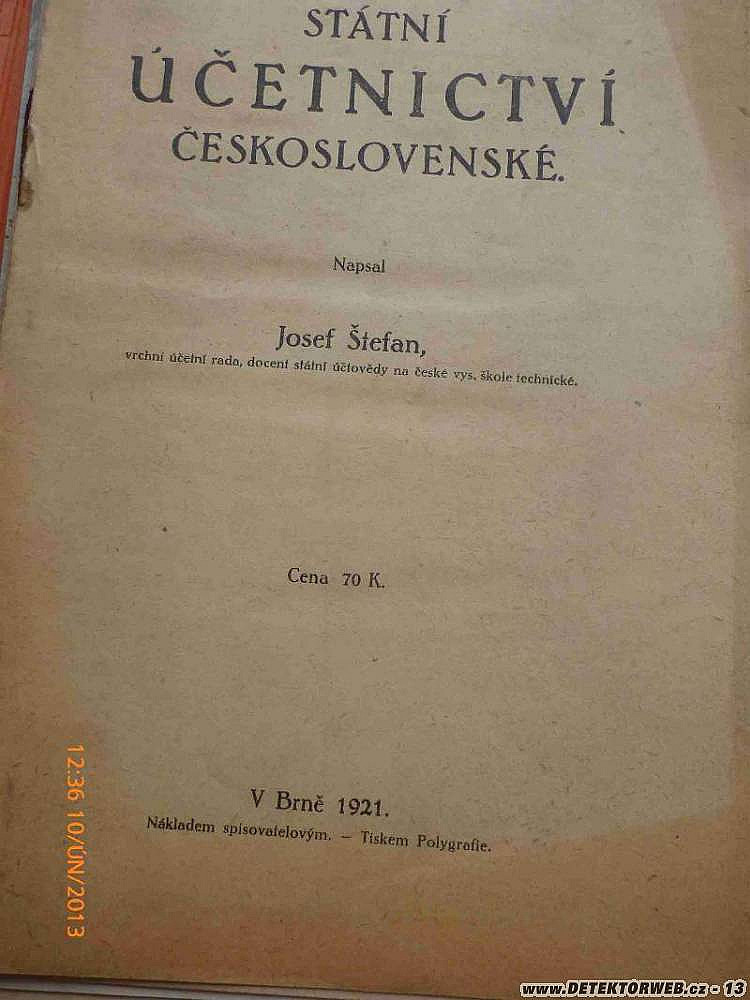 STÁTNÍ
ÚČETNICTVÍ
ČESKOSLOVENSKÉ.
Napsal
Josef Štefan,
vrchní účetní rada, docent státní účtovědy na české vys. škole technické.
Cena 70 K.
V Brně 1921.
Nákladem spisovatelovým. — Tiskem Polygrafie.
12:36 10/ÚN/2013
www.DETEKTORWEB.cz - 13